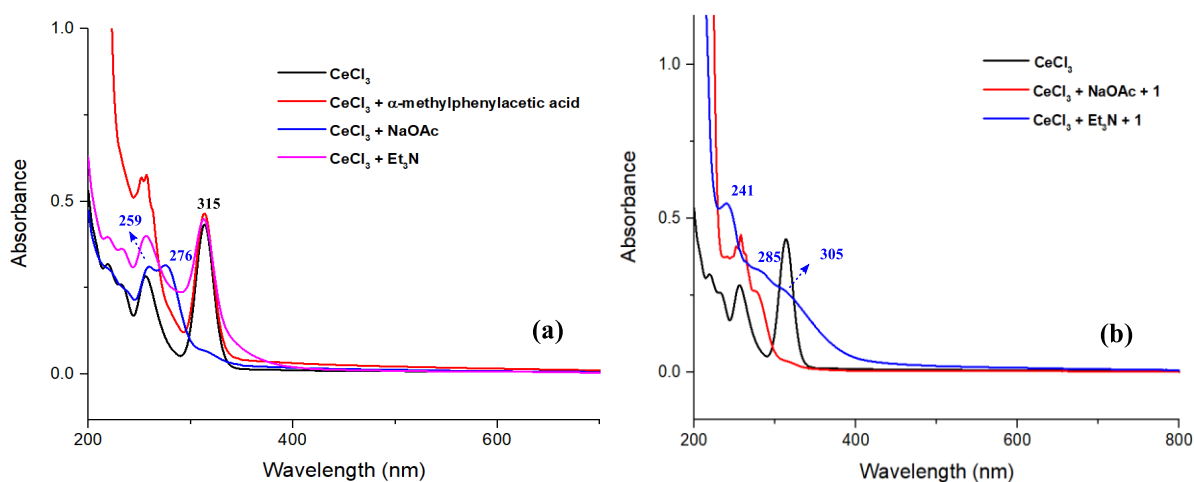 1.0
CeCl₃
CeCl₃ + α-methylphenylacetic acid
CeCl₃ + NaOAc
CeCl₃ + Et₃N
Absorbance
0.5
259
276
315
(a)
0.0
200
400
600
Wavelength (nm)
1.0
CeCl₃
CeCl₃ + NaOAc + 1
CeCl₃ + Et₃N + 1
Absorbance
0.5
241
285
305
(b)
0.0
200
400
600
800
Wavelength (nm)